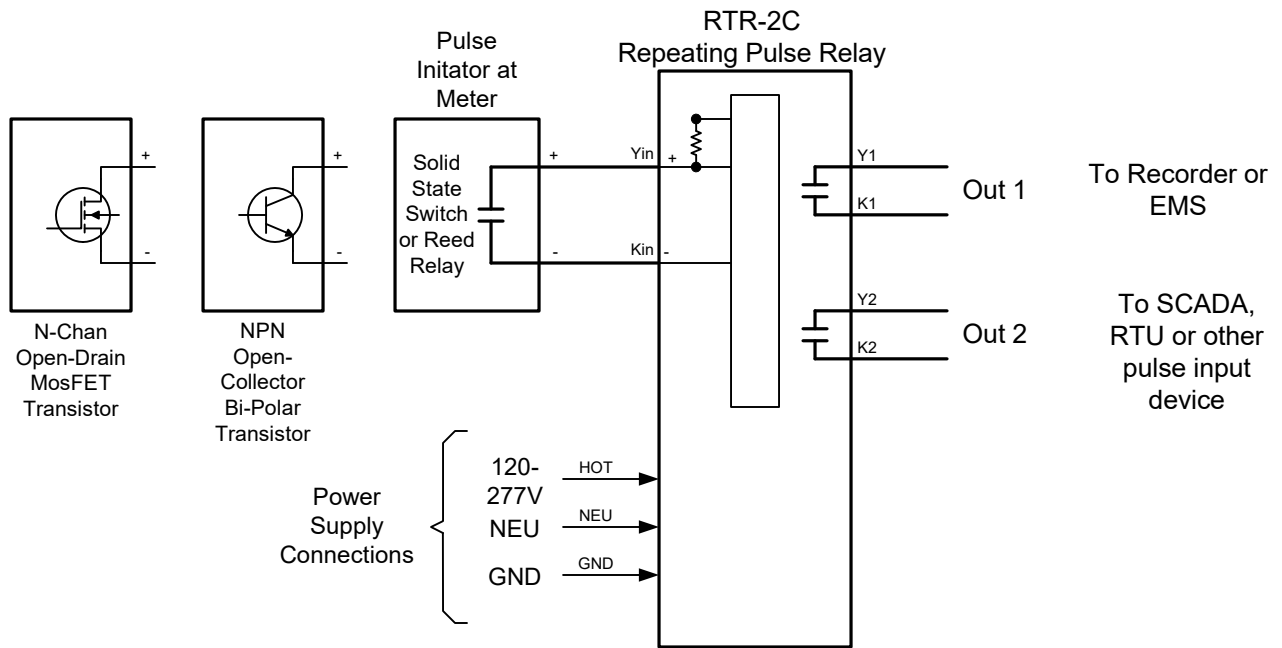 RTR-2C
Repeating Pulse Relay
Pulse
Initator at
Meter
+
-
N-Chan
Open-Drain
MosFET
Transistor
+
-
NPN
Open-
Collector
Bi-Polar
Transistor
Solid
State
Switch
or Reed
Relay
+
-
Yin
+
Kin
-
Y1
K1
Out 1
To Recorder or
EMS
Y2
K2
Out 2
To SCADA,
RTU or other
pulse input
device
Power
Supply
Connections
120-
277V
HOT
NEU
NEU
GND
GND